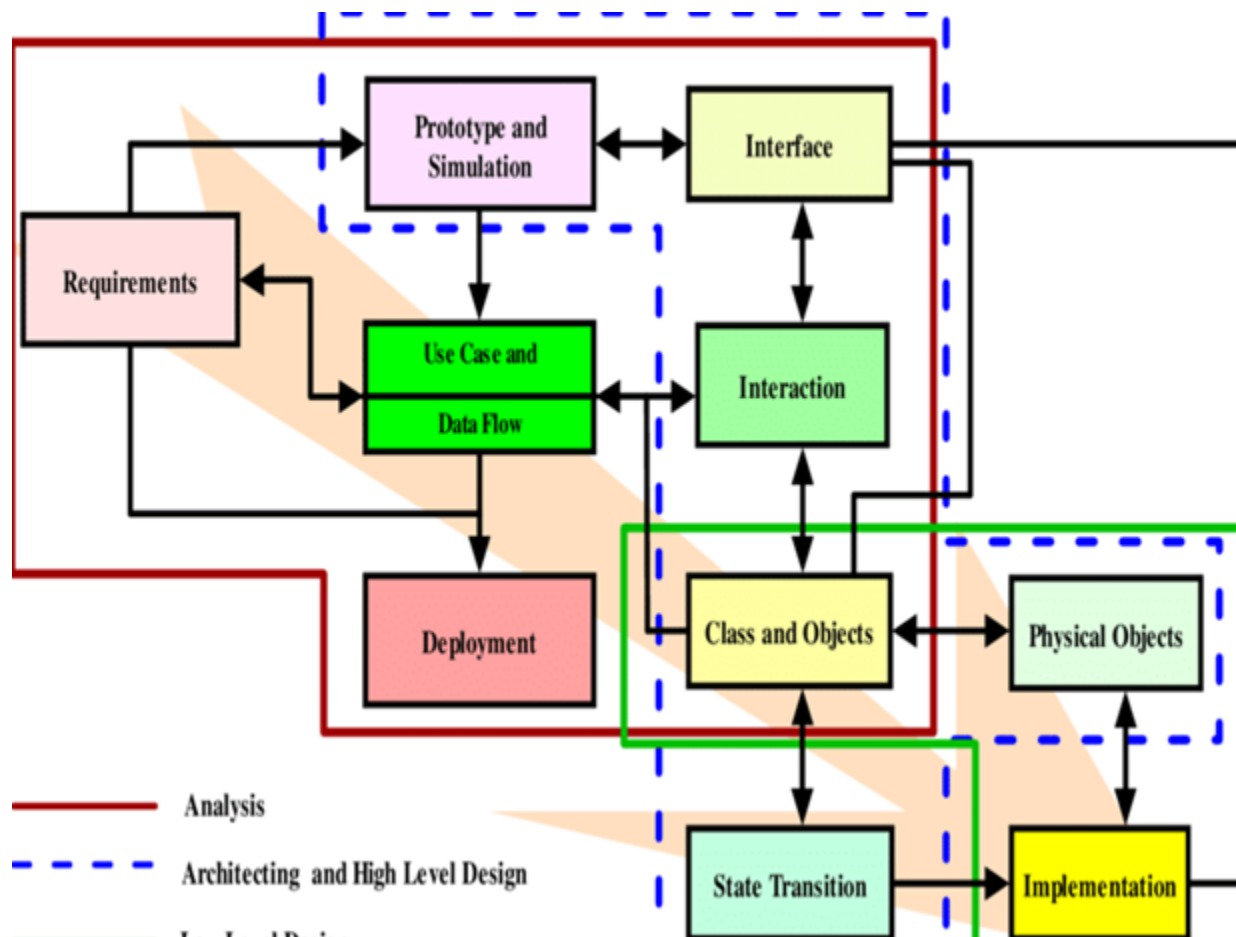 Prototype and
Simulation
Interface
Requirements
Use Case and
Data Flow
Interaction
Deployment
Class and Objects
Physical Objects
State Transition
Implementation
Analysis
Architecting and High Level Design